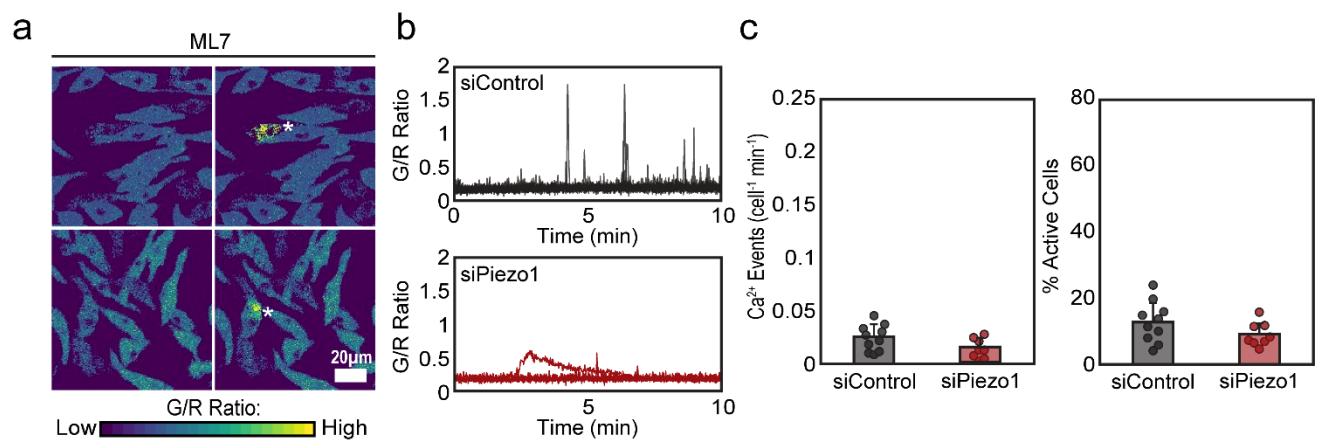 a
ML7
20µm
G/R Ratio:
Low
High
b
siControl
G/R Ratio
2
1.5
1
0.5
0
0
5
10
Time (min)
siPiezo1
G/R Ratio
2
1.5
1
0.5
0
0
5
10
Time (min)
c
Ca²⁺ Events (cell⁻¹ min⁻¹)
0.25
0.2
0.15
0.1
0.05
0
siControl
siPiezo1
% Active Cells
80
60
40
20
0
siControl
siPiezo1